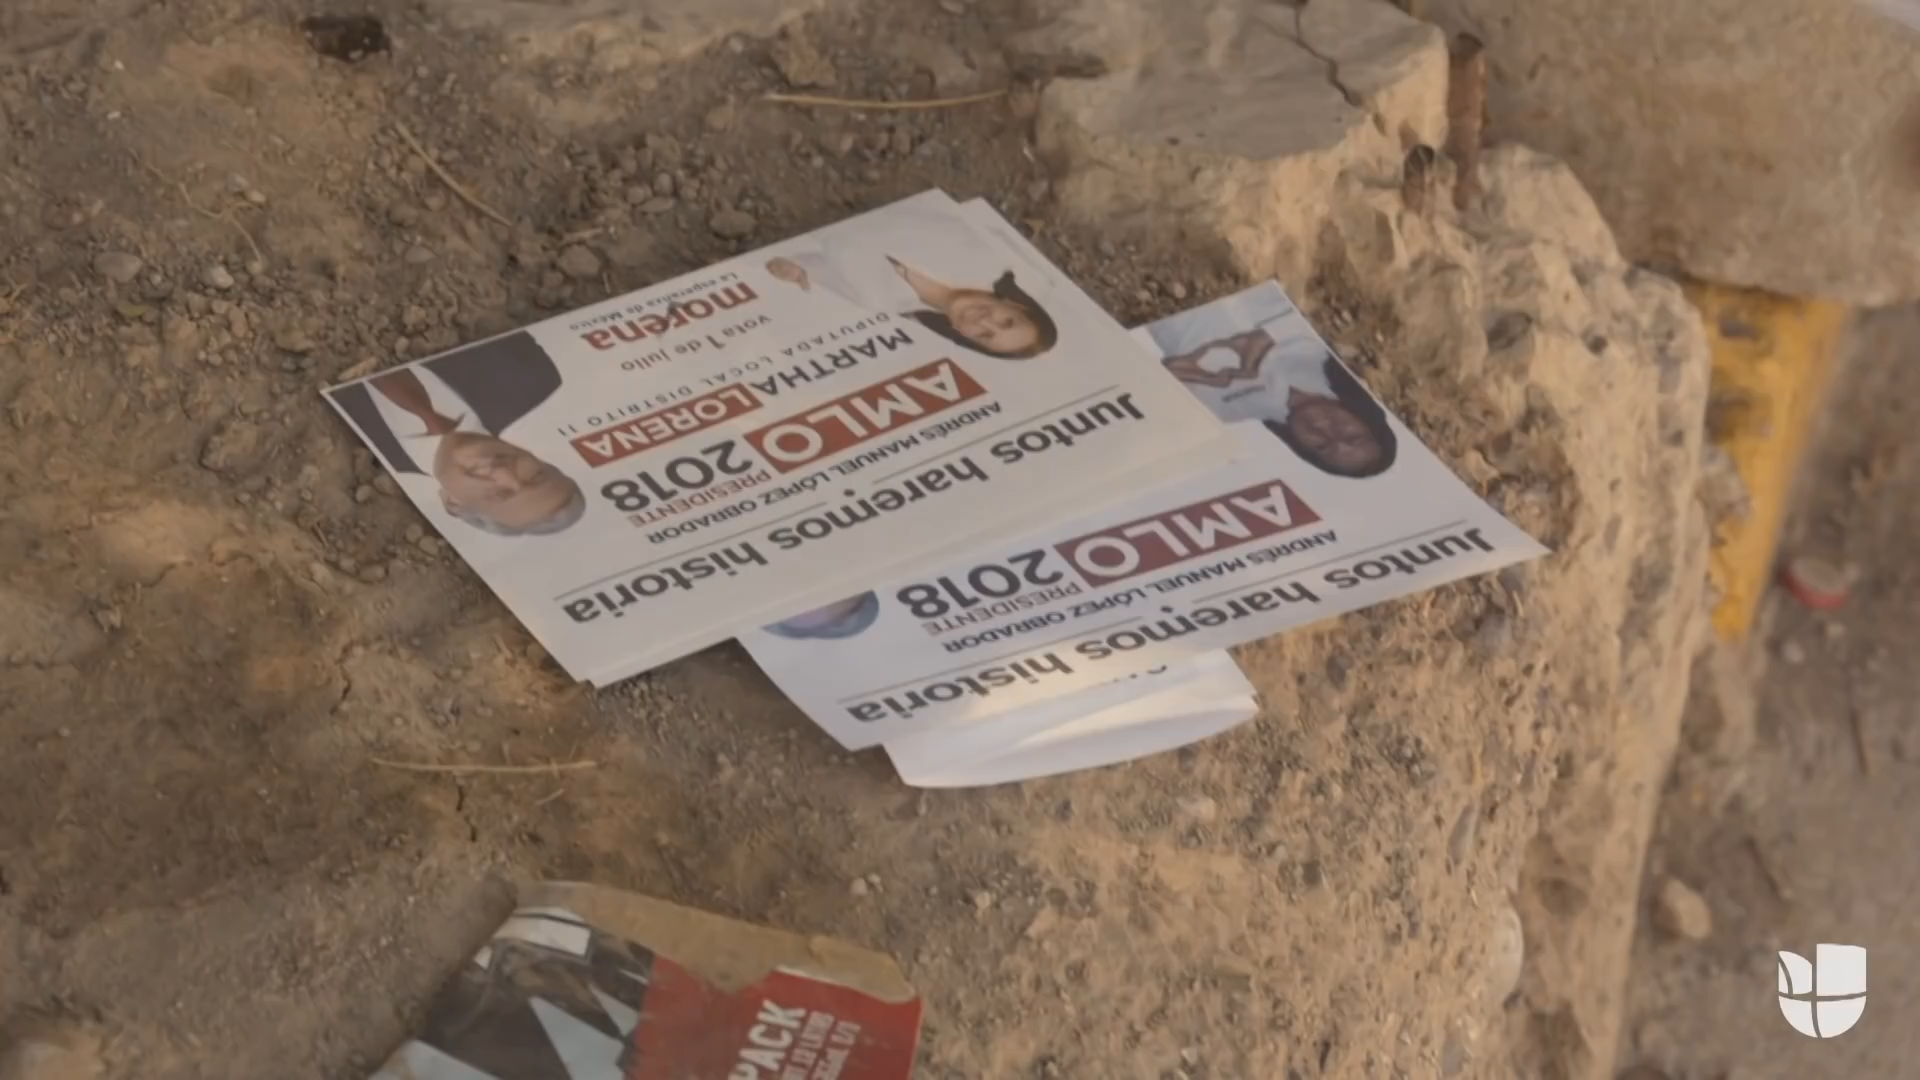 Juntos haremos historia
ANDRÉS MANUEL LÓPEZ OBRADOR
AMLO PRESIDENTE 2018
MARTHA LORENA
DIPUTADA LOCAL DISTRITO 11
Vota 1 de julio
morena
La esperanza de México
Juntos haremos historia
ANDRÉS MANUEL LÓPEZ OBRADOR
AMLO PRESIDENTE 2018
PACK